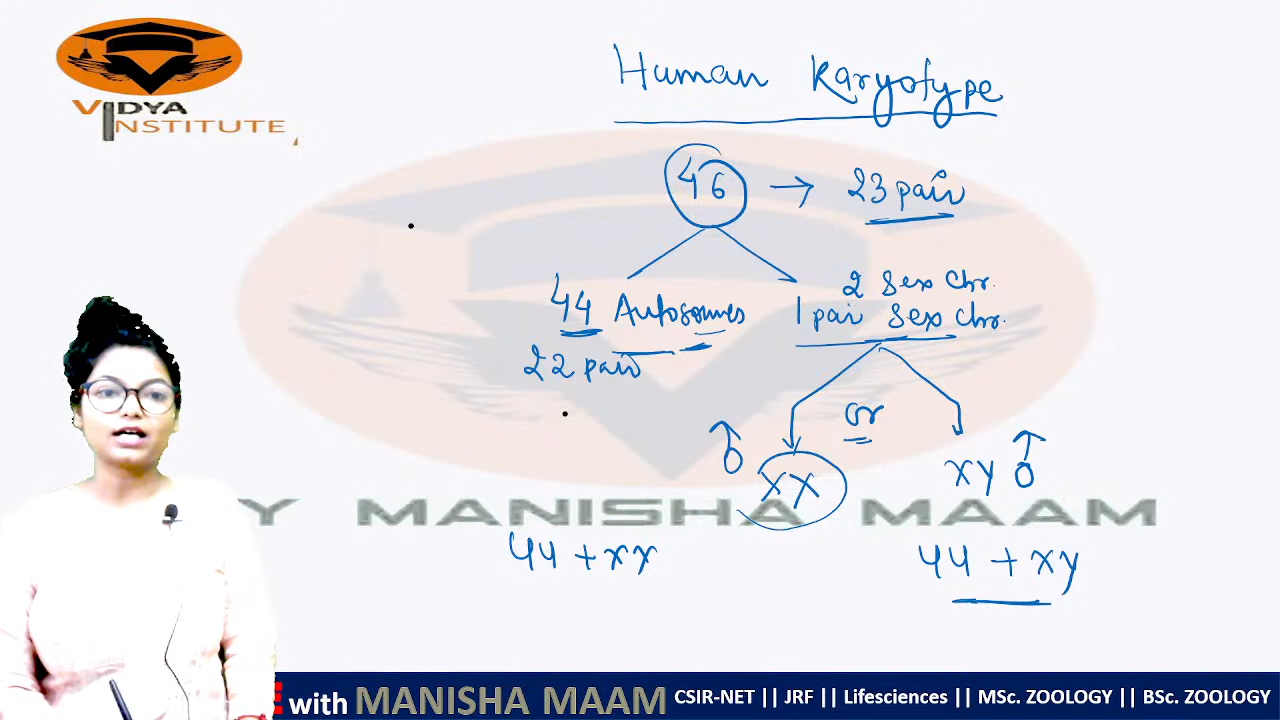 VIDYA
INSTITUTE
Human Karyotype
46 → 23 pair
44 Autosomes
22 pair
2 Sex Chr.
1 pair Sex Chr.
or
XX
xy
BY MANISHA MAAM
44 + xx
44 + xy
with MANISHA MAAM CSIR-NET || JRF || Lifesciences || MSc. ZOOLOGY || BSc. ZOOLOGY